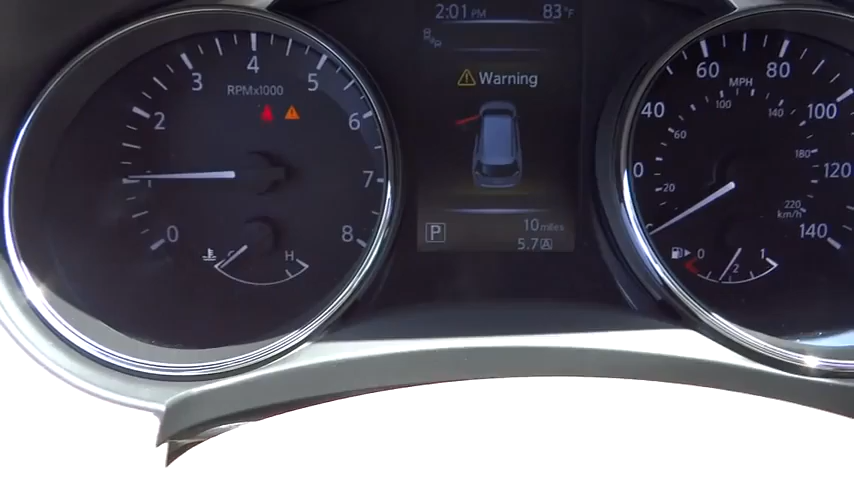 2:01 PM 83°F
Warning
P 10 miles
5.7 A
0 1 2 3 4 5 6 7 8
RPMx1000
C H
0 20 40 60 80 100 120 140
MPH
20 60 100 140 180 220
km/h
0 1/2 1